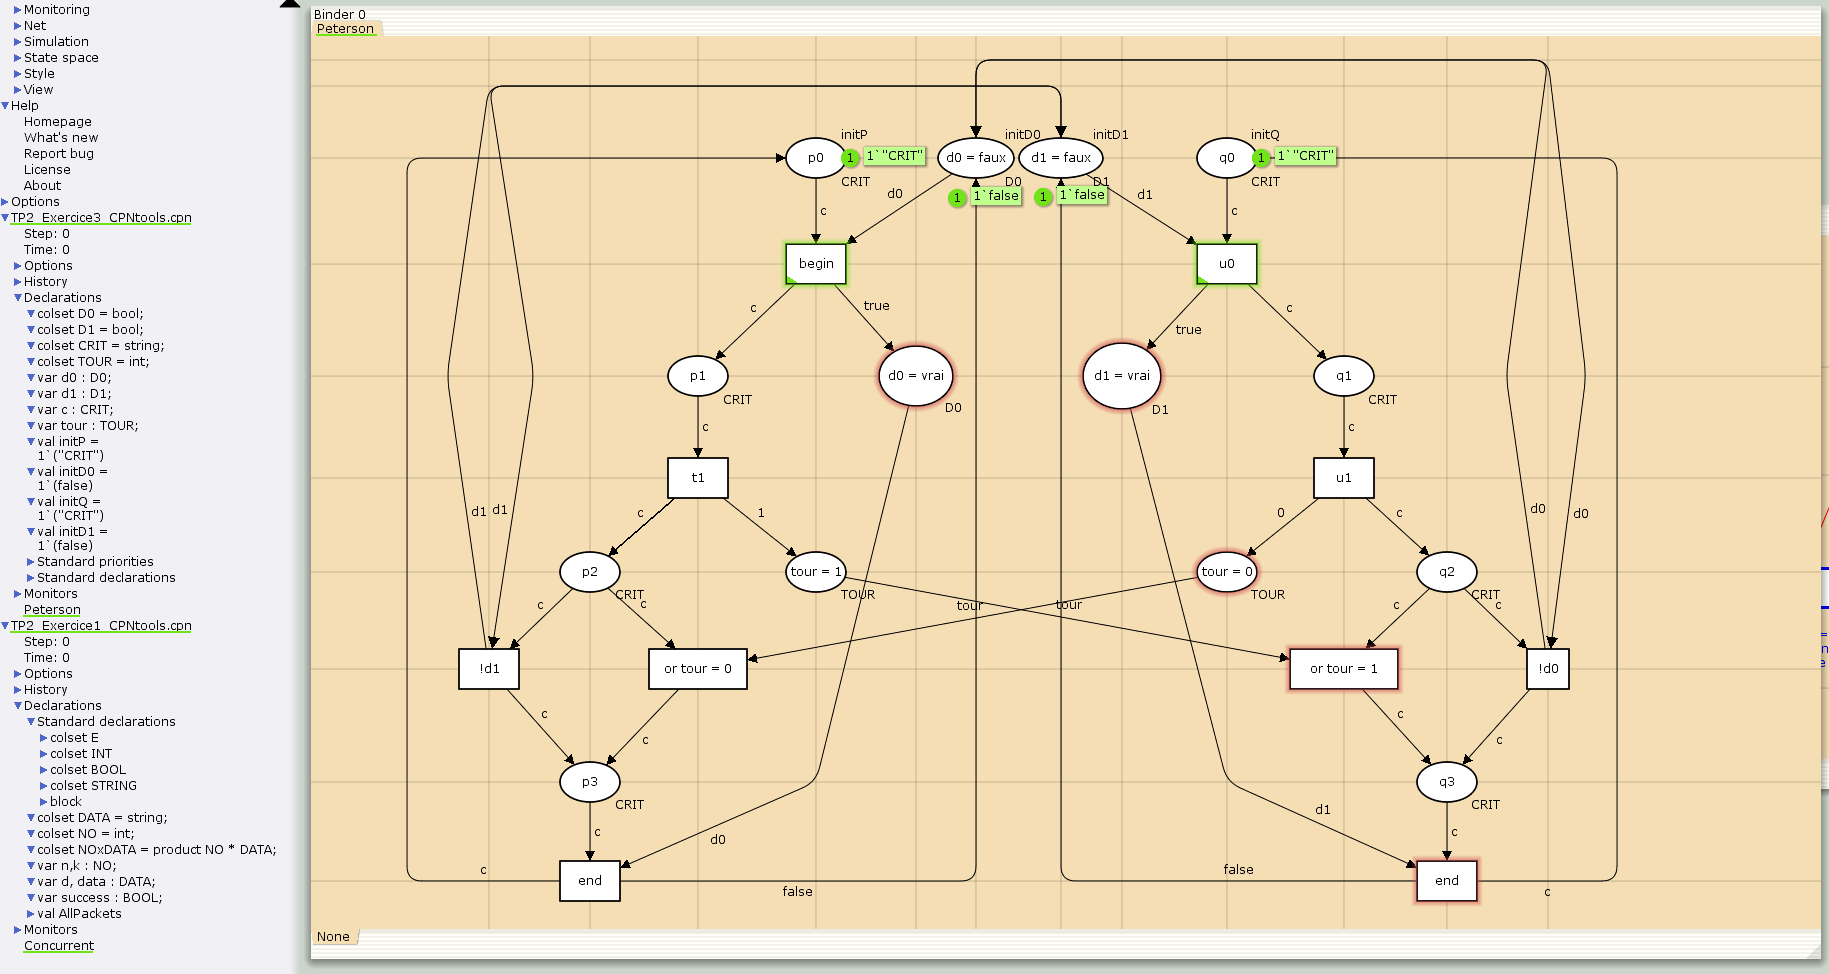 Monitoring
Net
Simulation
State space
Style
View
Help
Homepage
What's new
Report bug
License
About
Options
TP2_Exercice3_CPNtools.cpn
Step: 0
Time: 0
Options
History
Declarations
colset D0 = bool;
colset D1 = bool;
colset CRIT = string;
colset TOUR = int;
var d0 : D0;
var d1 : D1;
var c : CRIT;
var tour : TOUR;
val initP =
1`("CRIT")
val initD0 =
1`(false)
val initQ =
1`("CRIT")
val initD1 =
1`(false)
Standard priorities
Standard declarations
Monitors
Peterson
TP2_Exercice1_CPNtools.cpn
Step: 0
Time: 0
Options
History
Declarations
Standard declarations
colset E
colset INT
colset BOOL
colset STRING
block
colset DATA = string;
colset NO = int;
colset NOxDATA = product NO * DATA;
var n,k : NO;
var d, data : DATA;
var success : BOOL;
val AllPackets
Monitors
Concurrent
Binder 0
Peterson
initP initD0 initD1 initQ
p0 1 1`"CRIT" d0 = faux d1 = faux q0 1 1`"CRIT"
CRIT D0 D1 CRIT
d0 1 1`false 1 1`false d1
c c
begin u0
c true true c
p1 d0 = vrai d1 = vrai q1
CRIT D0 D1 CRIT
c c
t1 u1
d1 d1 c 1 0 c d0 d0
p2 tour = 1 tour = 0 q2
CRIT TOUR TOUR CRIT
c c tour tour c c
!d1 or tour = 0 or tour = 1 !d0
c c c c
p3 q3
CRIT CRIT
c d0 d1 c
end end
c false false c
None